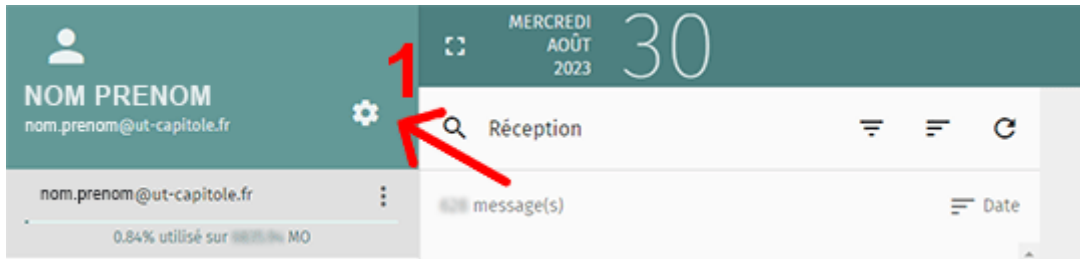 NOM PRENOM
nom.prenom@ut-capitole.fr
1
nom.prenom@ut-capitole.fr
0.84% utilisé sur MO
MERCREDI
AOÛT
2023
30
Réception
message(s)
Date